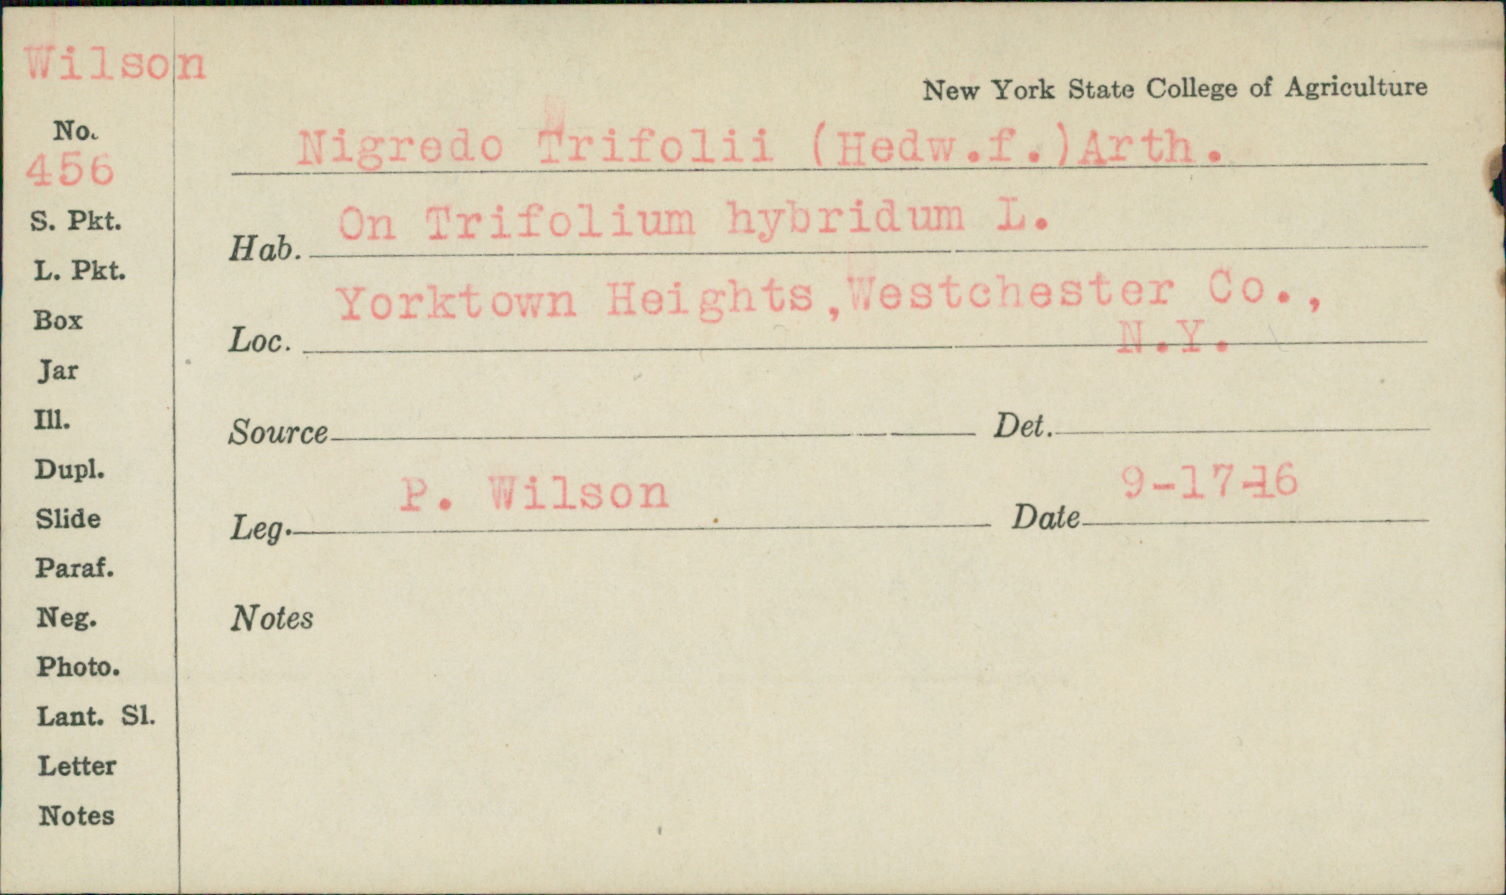 Wilson
New York State College of Agriculture
No.
456
Nigredo Trifolii (Hedw.f.)Arth.
S. Pkt.
L. Pkt.
Box
Jar
Ill.
Dupl.
Slide
Paraf.
Neg.
Photo.
Lant. Sl.
Letter
Notes
Hab. On Trifolium hybridum L.
Loc. Yorktown Heights,Westchester Co.,
N.Y.
Source Det.
Leg. P. Wilson Date 9-17-16
Notes